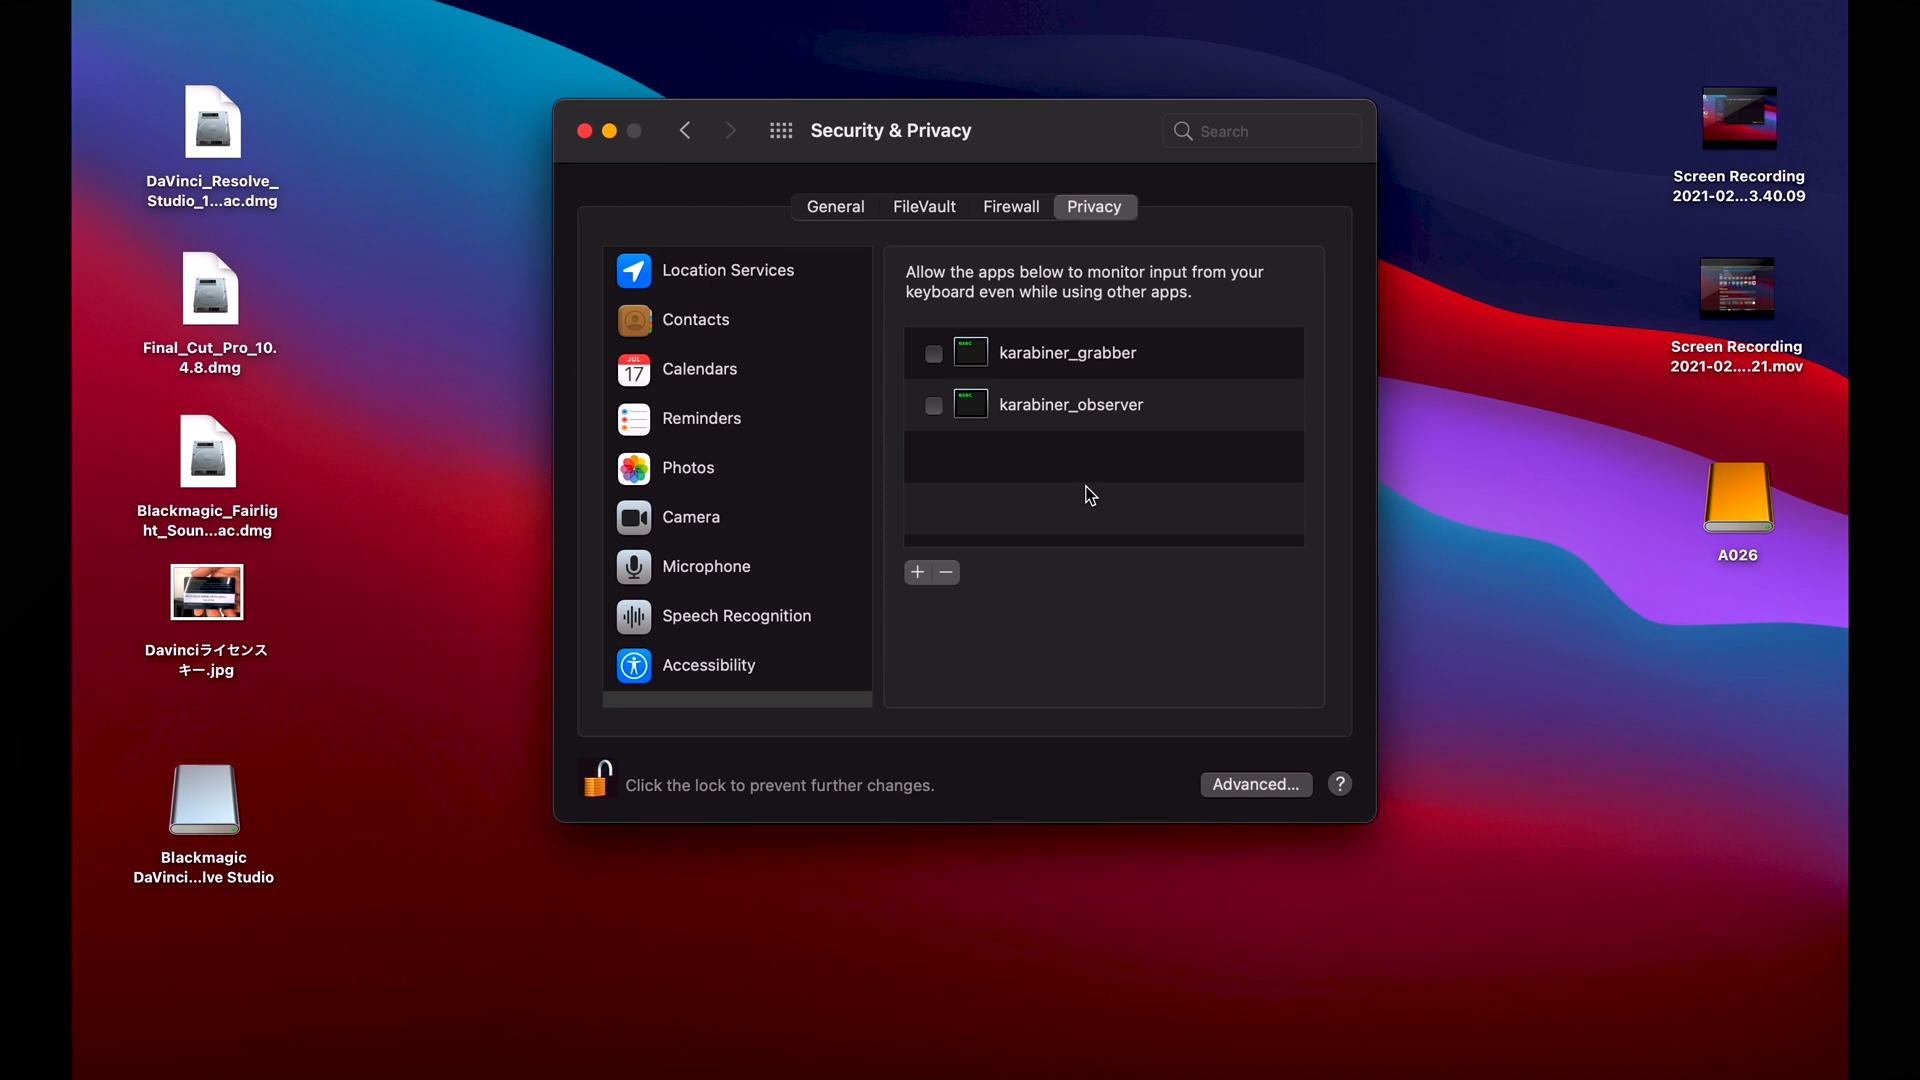 Security & Privacy
Search
General
FileVault
Firewall
Privacy
Location Services
Contacts
JUL
17
Calendars
Reminders
Photos
Camera
Microphone
Speech Recognition
Accessibility
Allow the apps below to monitor input from your
keyboard even while using other apps.
exec
karabiner_grabber
exec
karabiner_observer
+
−
Click the lock to prevent further changes.
Advanced...
?
DaVinci_Resolve_
Studio_1...ac.dmg
Final_Cut_Pro_10.
4.8.dmg
Blackmagic_Fairlig
ht_Soun...ac.dmg
Davinciライセンス
キー.jpg
Blackmagic
DaVinci...lve Studio
Screen Recording
2021-02...3.40.09
Screen Recording
2021-02....21.mov
A026